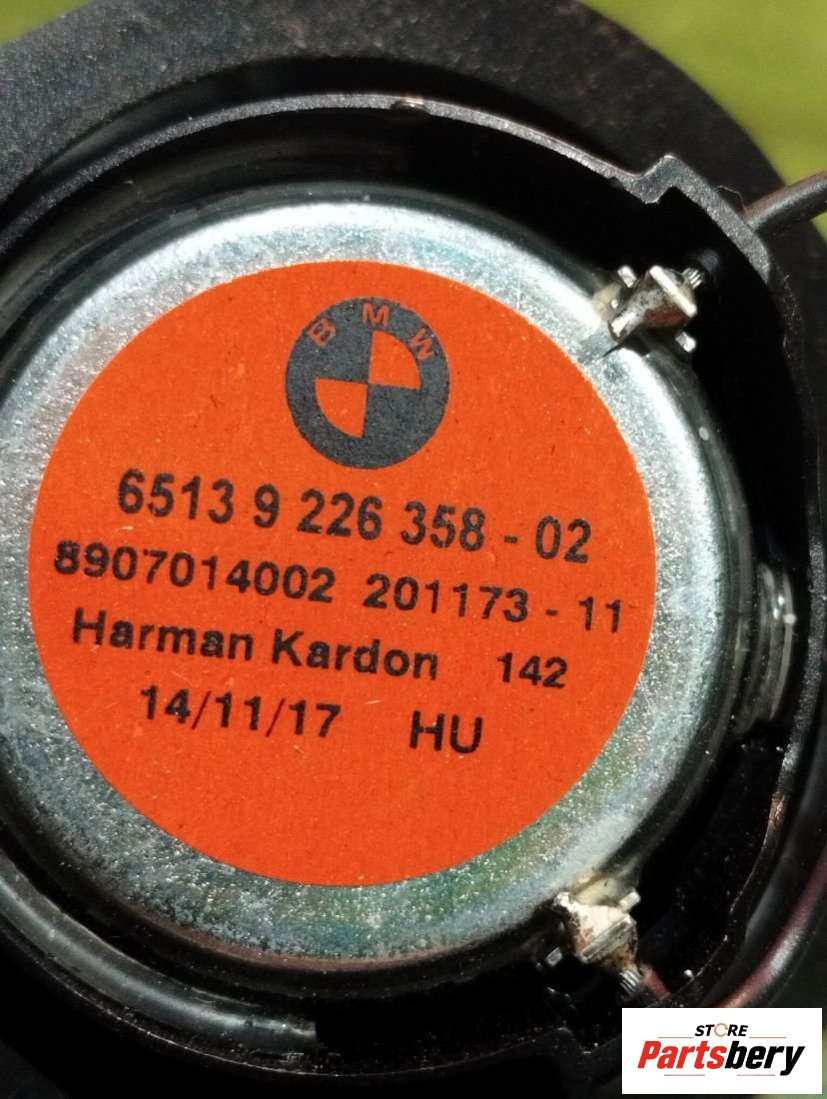 BMW
6513 9 226 358 - 02
8907014002 201173 - 11
Harman Kardon 142
14/11/17 HU
STORE
Partsbery